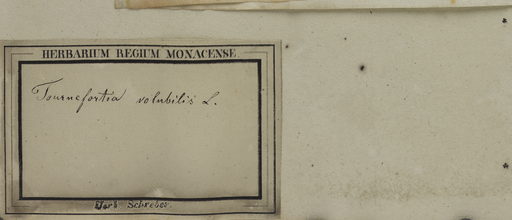 HERBARIUM REGIUM MONACENSE
Tournefortia volubilis L.
Herb. Schreber.